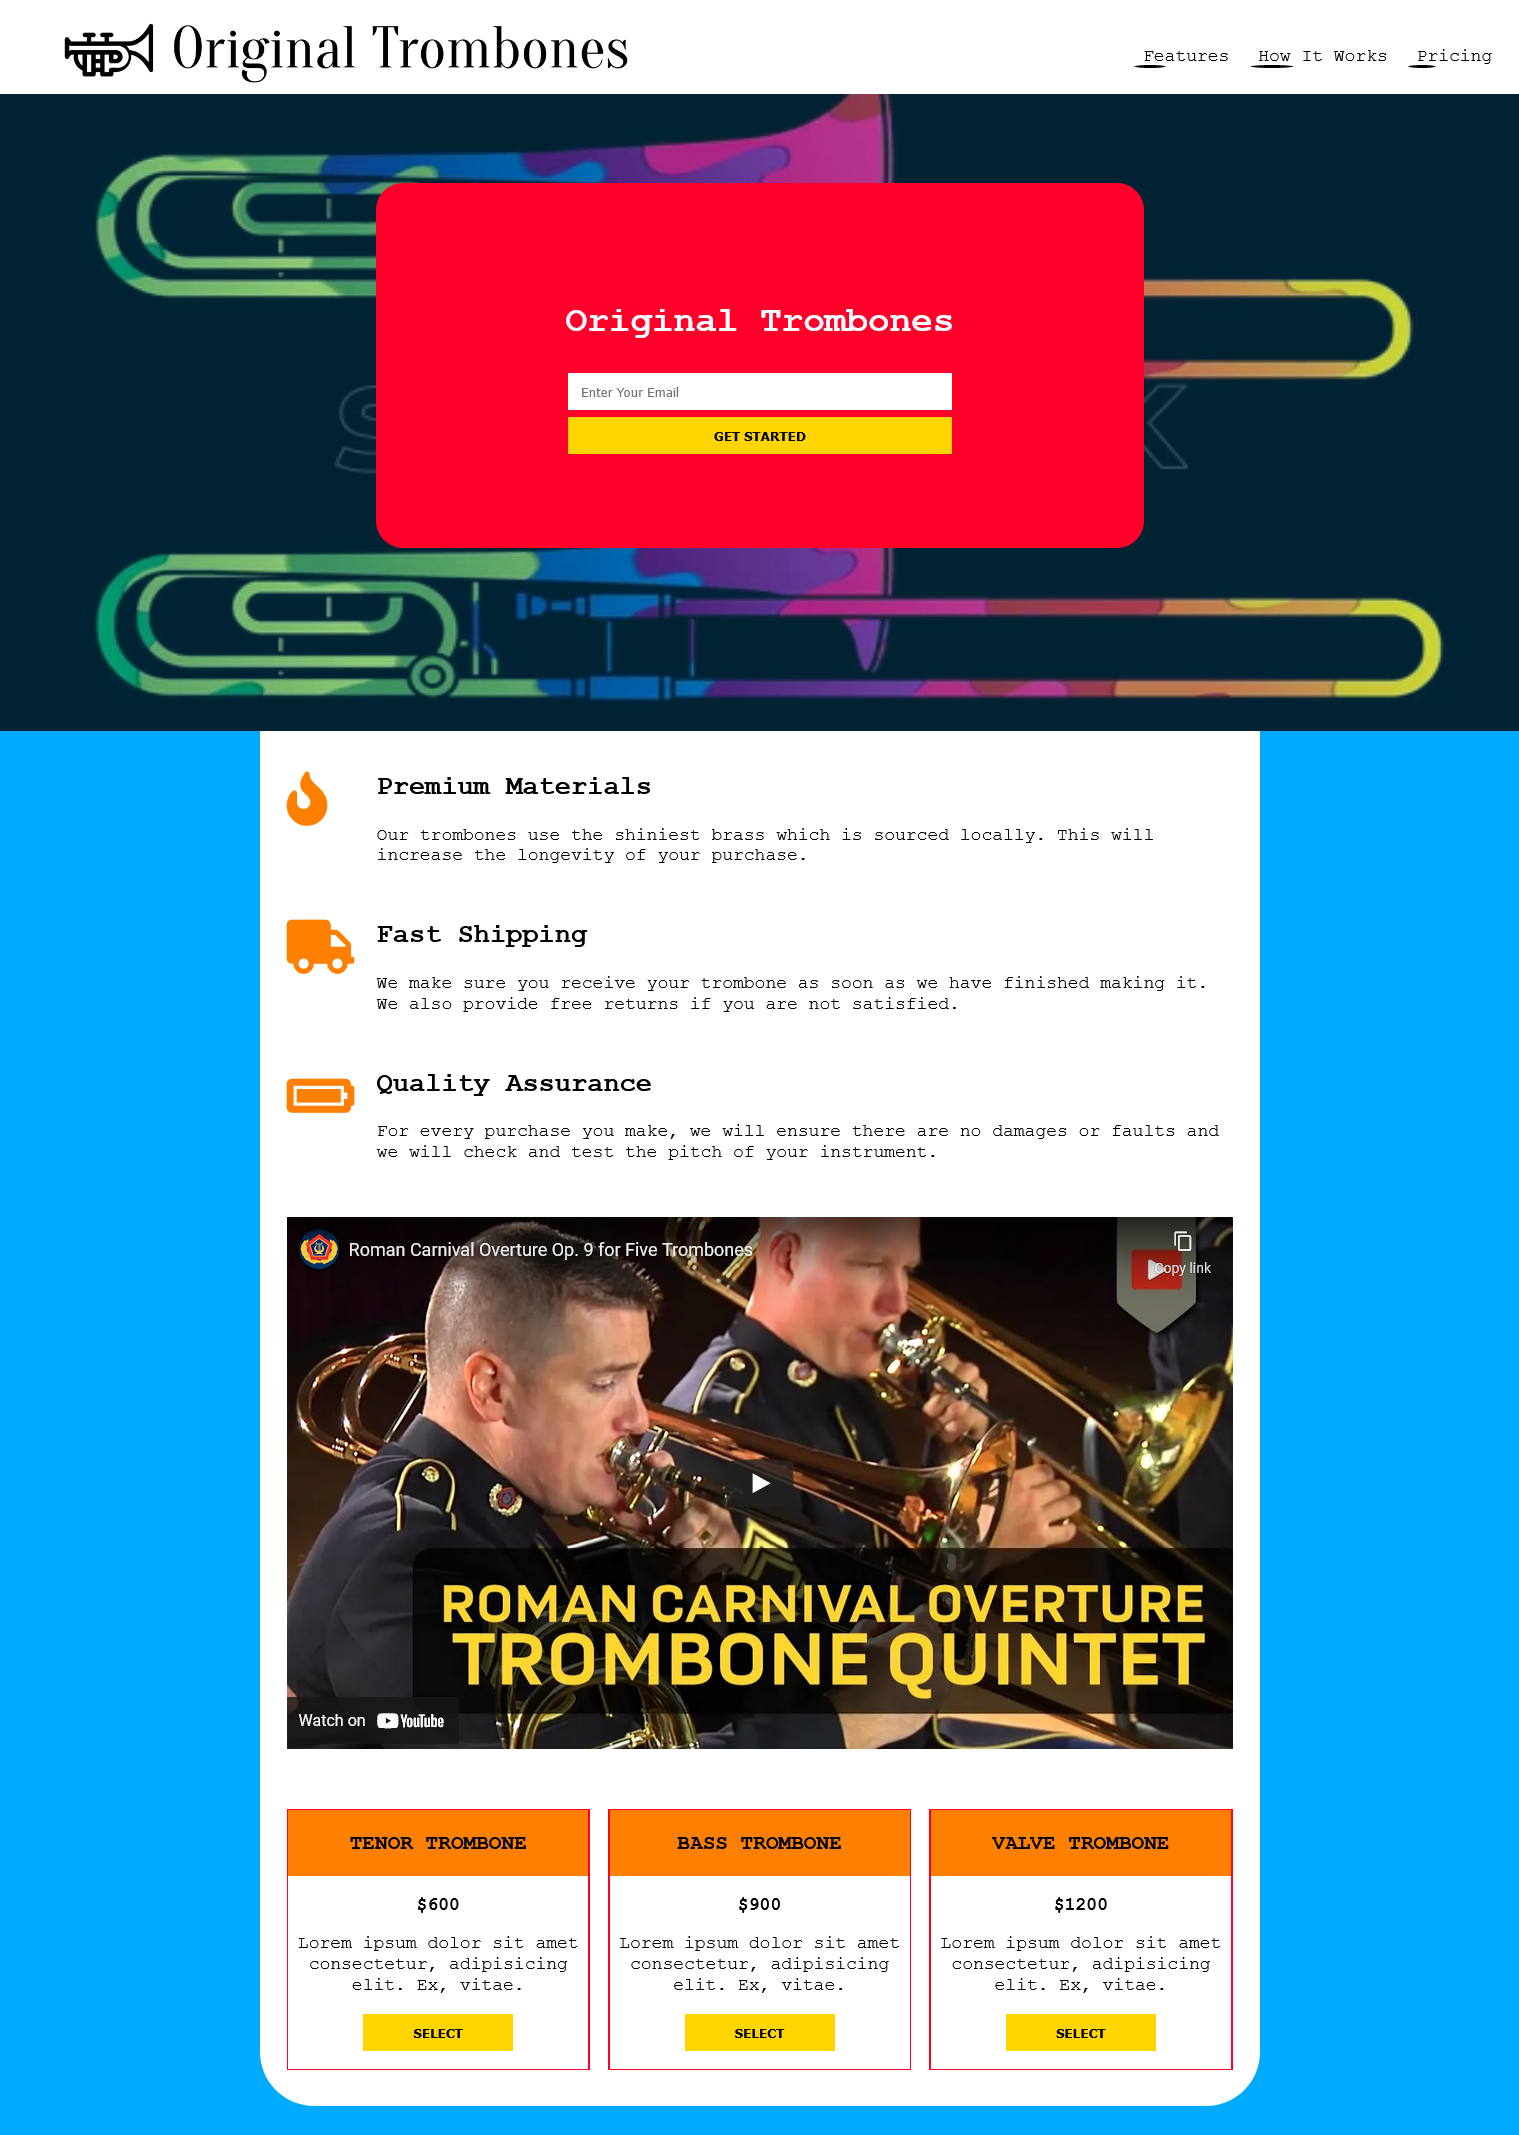 Original Trombones
Features
How It Works
Pricing
Original Trombones
Enter Your Email
GET STARTED
Premium Materials
Our trombones use the shiniest brass which is sourced locally. This will
increase the longevity of your purchase.
Fast Shipping
We make sure you receive your trombone as soon as we have finished making it.
We also provide free returns if you are not satisfied.
Quality Assurance
For every purchase you make, we will ensure there are no damages or faults and
we will check and test the pitch of your instrument.
Roman Carnival Overture Op. 9 for Five Trombones
Copy link
ROMAN CARNIVAL OVERTURE
TROMBONE QUINTET
Watch on YouTube
TENOR TROMBONE
$600
Lorem ipsum dolor sit amet
consectetur, adipisicing
elit. Ex, vitae.
SELECT
BASS TROMBONE
$900
Lorem ipsum dolor sit amet
consectetur, adipisicing
elit. Ex, vitae.
SELECT
VALVE TROMBONE
$1200
Lorem ipsum dolor sit amet
consectetur, adipisicing
elit. Ex, vitae.
SELECT